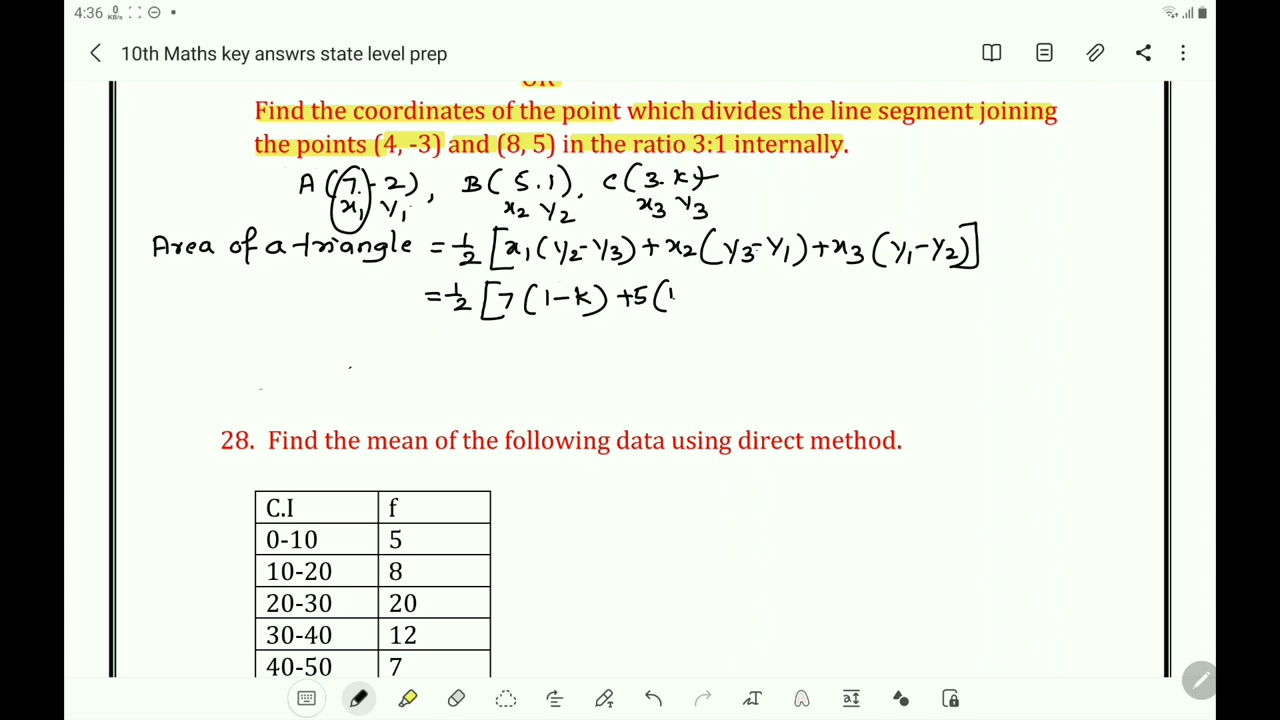 4:36 0 KB/s
10th Maths key answrs state level prep
OR
Find the coordinates of the point which divides the line segment joining
the points (4, -3) and (8, 5) in the ratio 3:1 internally.
A(7.-2), B(5.1), C(3.k)
x₁ y₁ x₂ y₂ x₃ y₃
Area of a triangle = ½ [x₁(y₂-y₃)+x₂(y₃-y₁)+x₃(y₁-y₂)]
= ½ [7(1-k) +5(
28. Find the mean of the following data using direct method.
C.I f
0-10 5
10-20 8
20-30 20
30-40 12
40-50 7